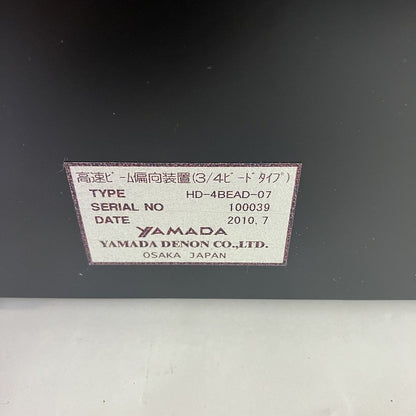 高速ビーム偏向装置(3/4ビードタイプ)
TYPE HD-4BEAD-07
SERIAL NO 100039
DATE 2010,7
YAMADA
YAMADA DENON CO.,LTD.
OSAKA JAPAN